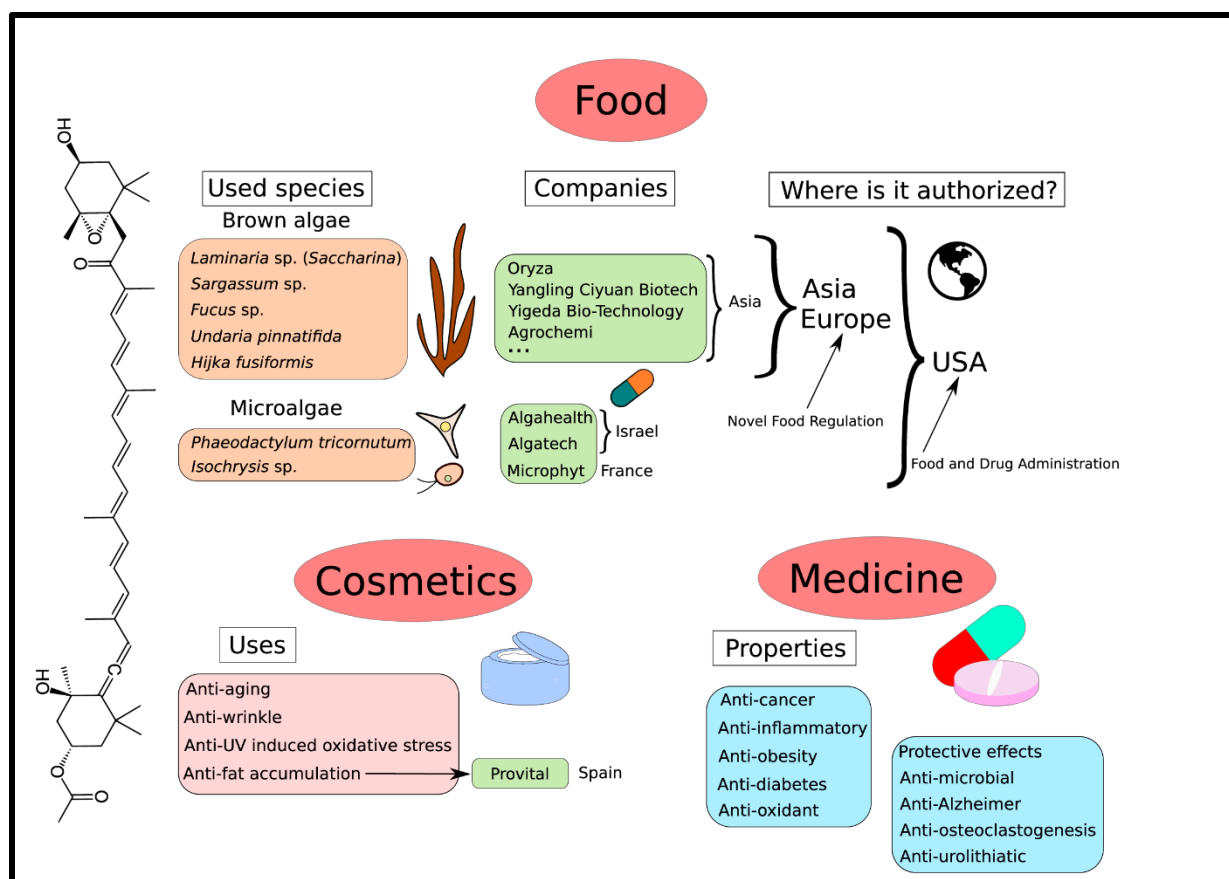 Food
Used species
Brown algae
Laminaria sp. (Saccharina)
Sargassum sp.
Fucus sp.
Undaria pinnatifida
Hijka fusiformis
Microalgae
Phaeodactylum tricornutum
Isochrysis sp.
Companies
Oryza
Yangling Ciyuan Biotech
Yigeda Bio-Technology
Agrochemi
...
Asia
Algahealth
Algatech
Israel
Microphyt France
Where is it authorized?
Asia
Europe
Novel Food Regulation
USA
Food and Drug Administration
HO
O
O
HO
C
O
O
Cosmetics
Uses
Anti-aging
Anti-wrinkle
Anti-UV induced oxidative stress
Anti-fat accumulation
Provital Spain
Medicine
Properties
Anti-cancer
Anti-inflammatory
Anti-obesity
Anti-diabetes
Anti-oxidant
Protective effects
Anti-microbial
Anti-Alzheimer
Anti-osteoclastogenesis
Anti-urolithiatic